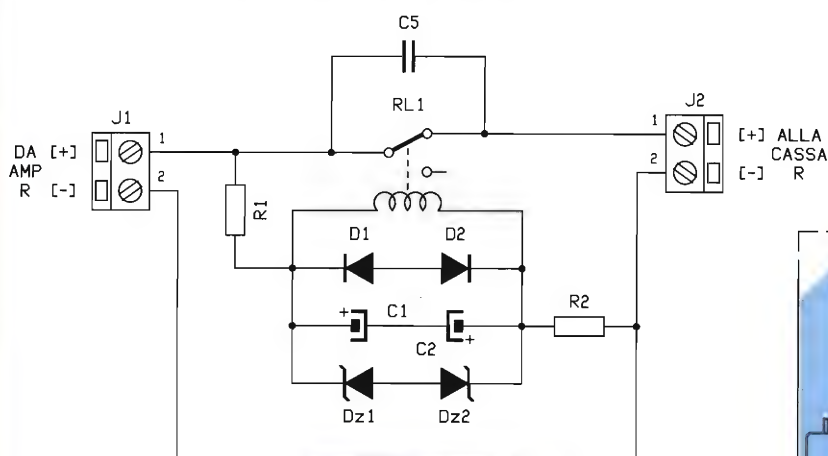 C5
RL1
J1
J2
DA [+] 1
AMP
R [-] 2
1 [+] ALLA
CASSA
2 [-] R
R1
D1 D2
R2
+ C1
C2 +
Dz1 Dz2